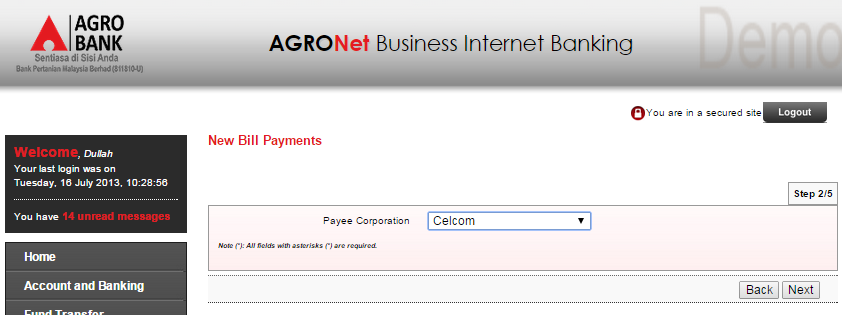 AGRO
BANK
Sentiasa di Sisi Anda
Bank Pertanian Malaysia Berhad (811810-U)
AGRONet Business Internet Banking
Demo
You are in a secured site
Logout
Welcome, Dullah
Your last login was on
Tuesday, 16 July 2013, 10:28:56
You have 14 unread messages
Home
Account and Banking
Fund Transfer
New Bill Payments
Step 2/5
Payee Corporation
Celcom
Note (*): All fields with asterisks (*) are required.
Back
Next